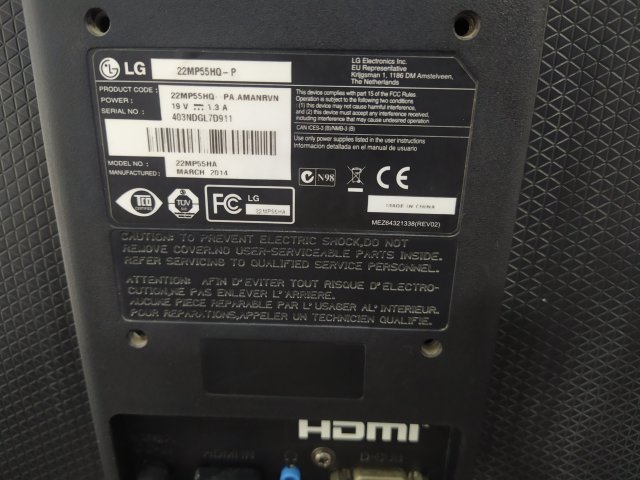 LG 22MP55HQ-P
PRODUCT CODE : 22MP55HQ-PA.AMANRVN
POWER : 19 V ⎓ 1.3 A
SERIAL NO : 403NDGL7D911
MODEL NO : 22MP55HA
MANUFACTURED : MARCH 2014
LG Electronics Inc.
EU Representative
Krijgsman 1, 1186 DM Amstelveen,
The Netherlands
This device complies with part 15 of the FCC Rules
Operation is subject to the following two conditions
(1) this device may not cause harmful interference,
and (2) this device must accept any interference received,
including interference that may cause undesired operation
CAN ICES-3 (B)/NMB-3 (B)
Use only power supplies listed in the user instructions
Información detallada en el manual de usuario
N98
CE
TCO
CERTIFIED
TUV
FC LG
22MP55HA
MADE IN CHINA
MEZ64321338(REV02)
CAUTION: TO PREVENT ELECTRIC SHOCK,DO NOT
REMOVE COVER.NO USER-SERVICEABLE PARTS INSIDE.
REFER SERVICING TO QUALIFIED SERVICE PERSONNEL.
ATTENTION: AFIN D'EVITER TOUT RISQUE D'ELECTRO-
CUTION,NE PAS ENLEVER L'ARRIERE.
AUCUNE PIECE REPARABLE PAR L'USAGER AL' INTERIEUR.
POUR REPARATIONS,APPELER UN TECHNICIEN QUALIFIE.
HDMI
HDMI IN
D-SUB